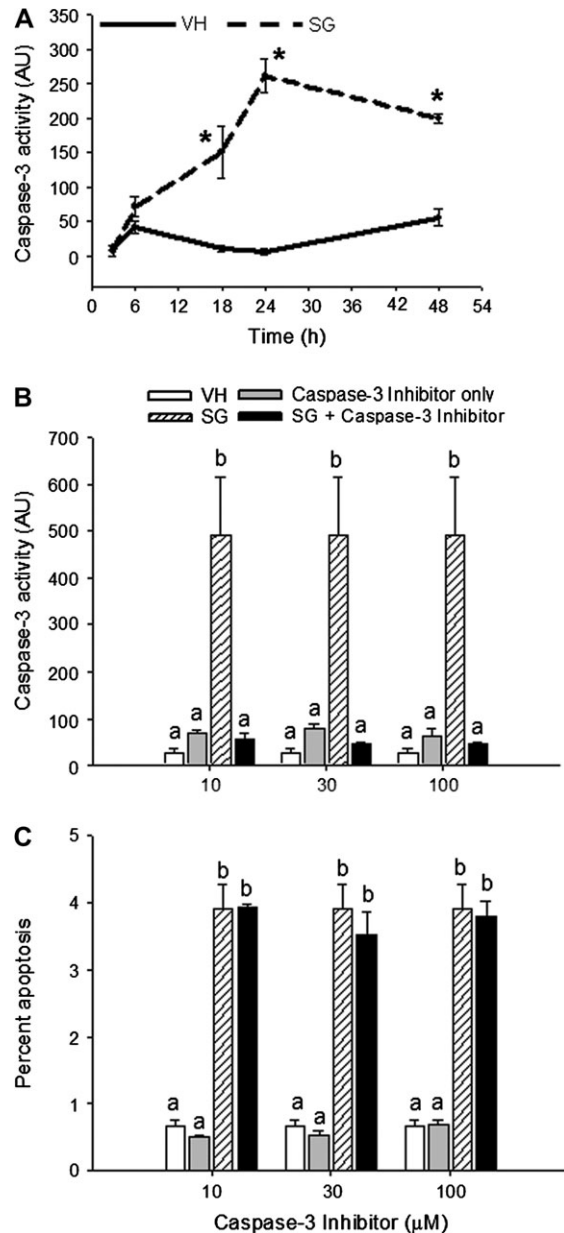 A
VH SG
350
300
250
200
150
100
50
0
Caspase-3 activity (AU)
* * *
0 6 12 18 24 30 36 42 48 54
Time (h)
B
VH Caspase-3 Inhibitor only
SG SG + Caspase-3 Inhibitor
700
600
500
400
300
200
100
0
Caspase-3 activity (AU)
b b b
a a a a a a a a a
10 30 100
C
5
4
3
2
1
0
Percent apoptosis
b b b b b b
a a a a a a
10 30 100
Caspase-3 Inhibitor (μM)